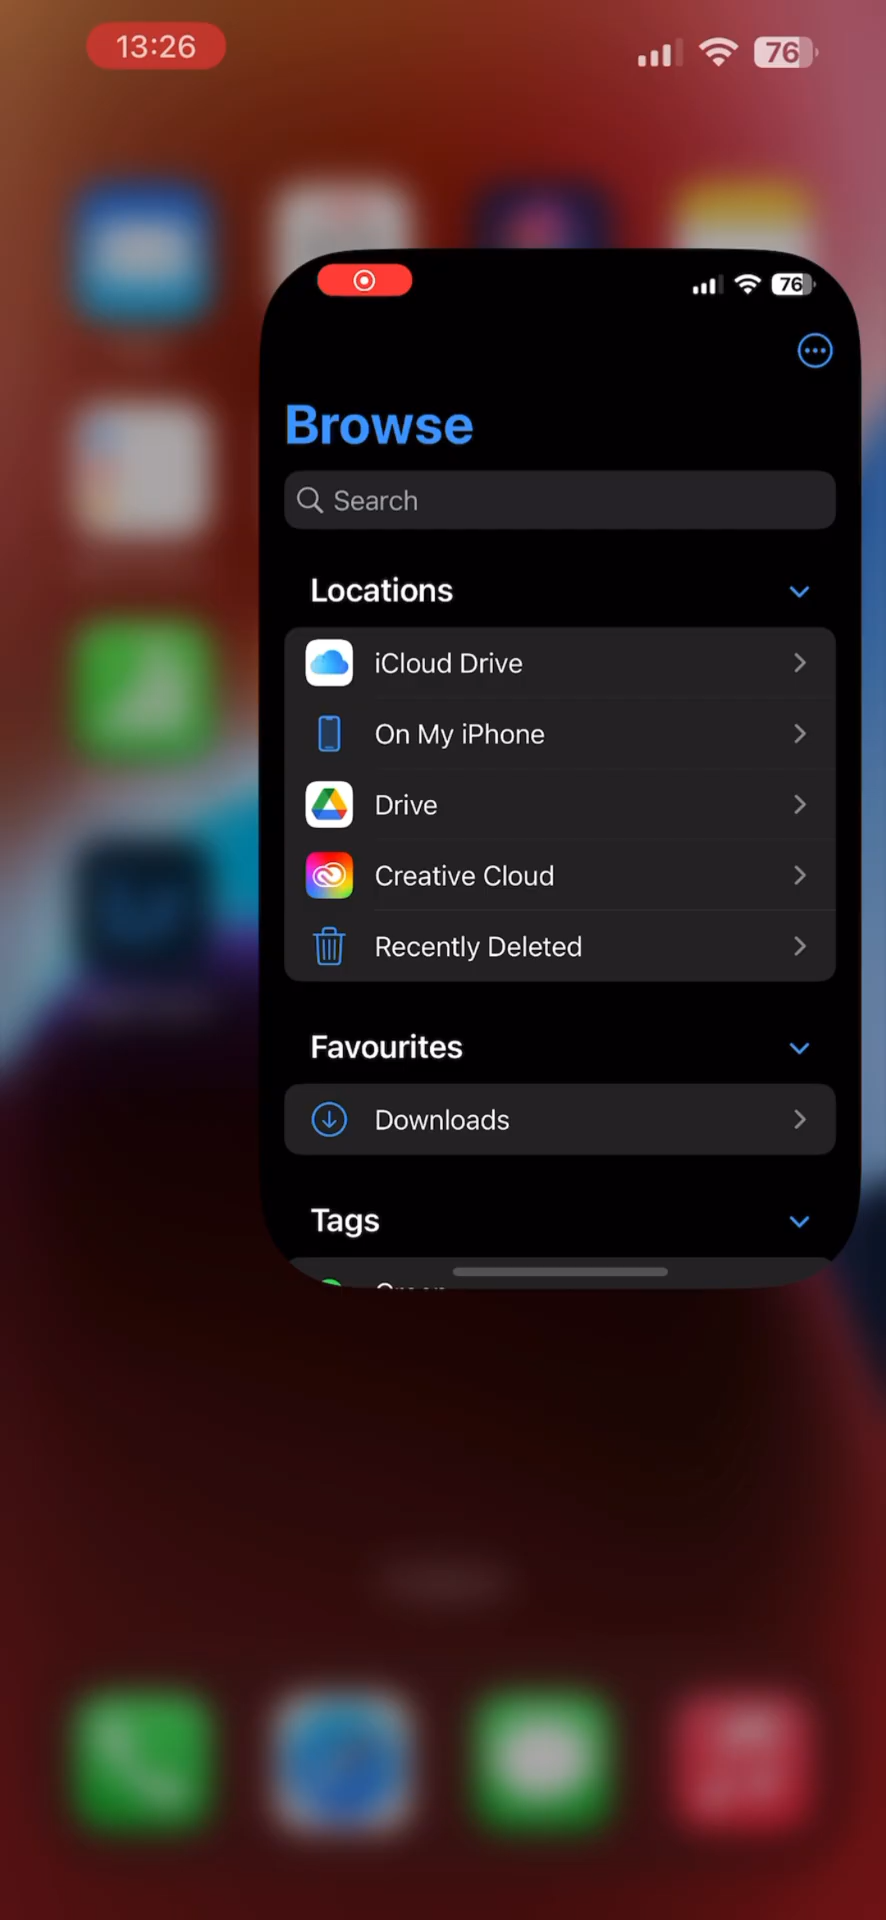 13:26
76
76
Browse
Search
Locations
iCloud Drive
On My iPhone
Drive
Creative Cloud
Recently Deleted
Favourites
Downloads
Tags